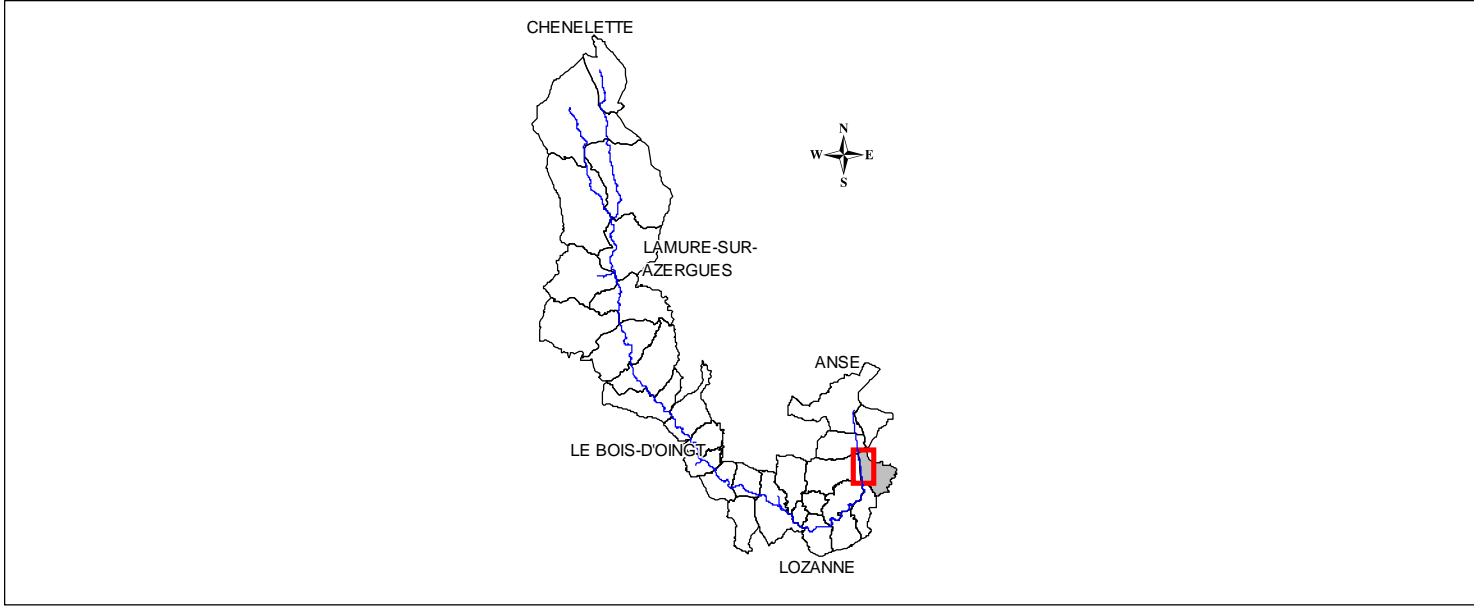 CHENELETTE
N
W E
S
LAMURE-SUR-
AZERGUES
ANSE
LE BOIS-D'OINGT
LOZANNE